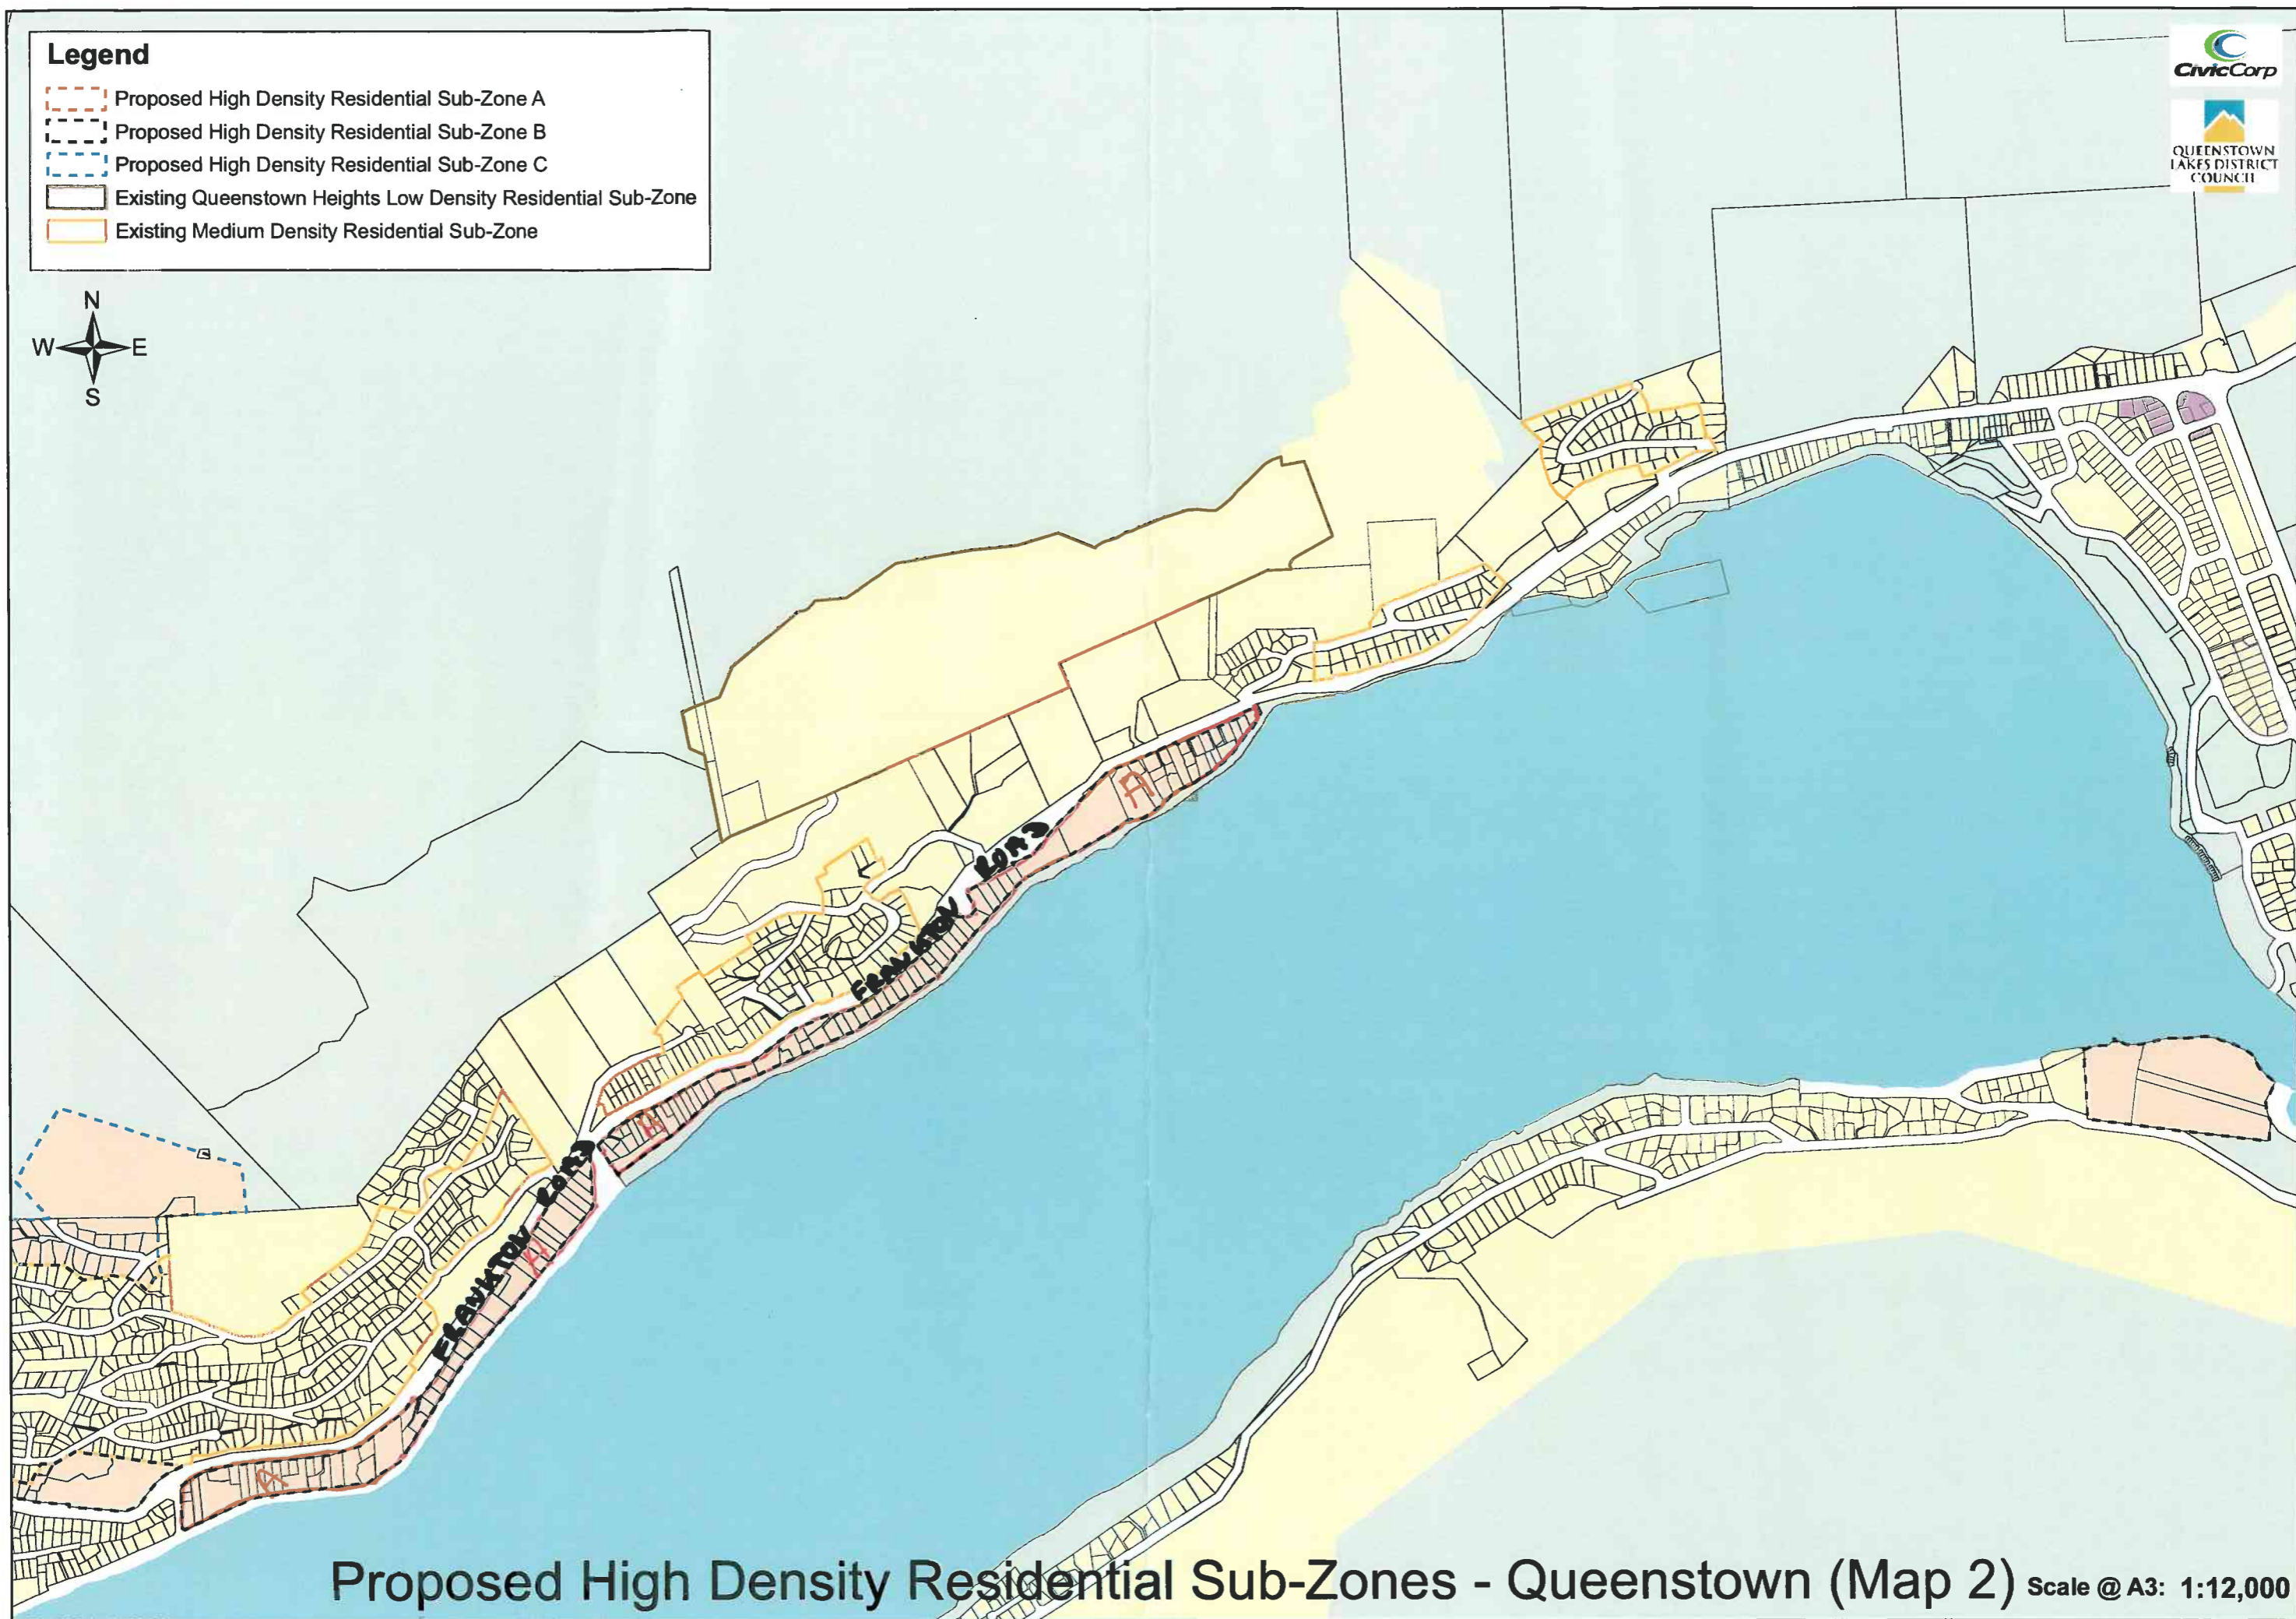 Legend
Proposed High Density Residential Sub-Zone A
Proposed High Density Residential Sub-Zone B
Proposed High Density Residential Sub-Zone C
Existing Queenstown Heights Low Density Residential Sub-Zone
Existing Medium Density Residential Sub-Zone
CivicCorp
QUEENSTOWN
LAKES DISTRICT
COUNCIL
N
W E
S
A
FRANKTON ROAD
A
FRANKTON ROAD
A
A
Proposed High Density Residential Sub-Zones - Queenstown (Map 2) Scale @ A3: 1:12,000